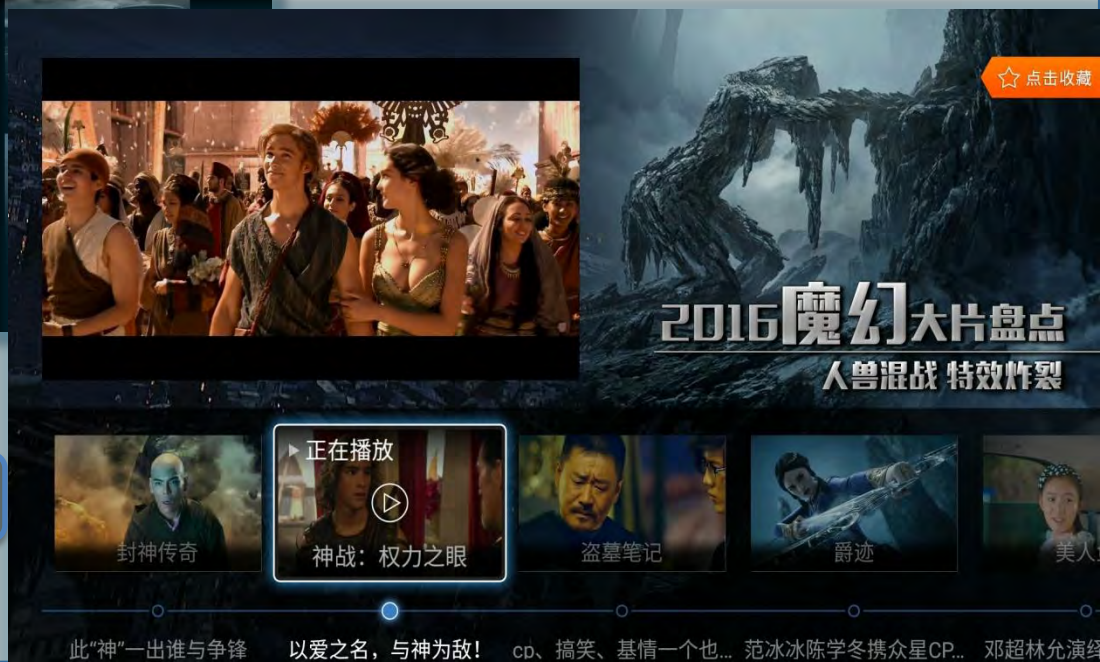 点击收藏
2016魔幻大片盘点
人兽混战 特效炸裂
正在播放
封神传奇
神战：权力之眼
盗墓笔记
爵迹
美人
此“神”一出谁与争锋
以爱之名，与神为敌！
cp、搞笑、基情一个也...
范冰冰陈学冬携众星CP...
邓超林允演绎